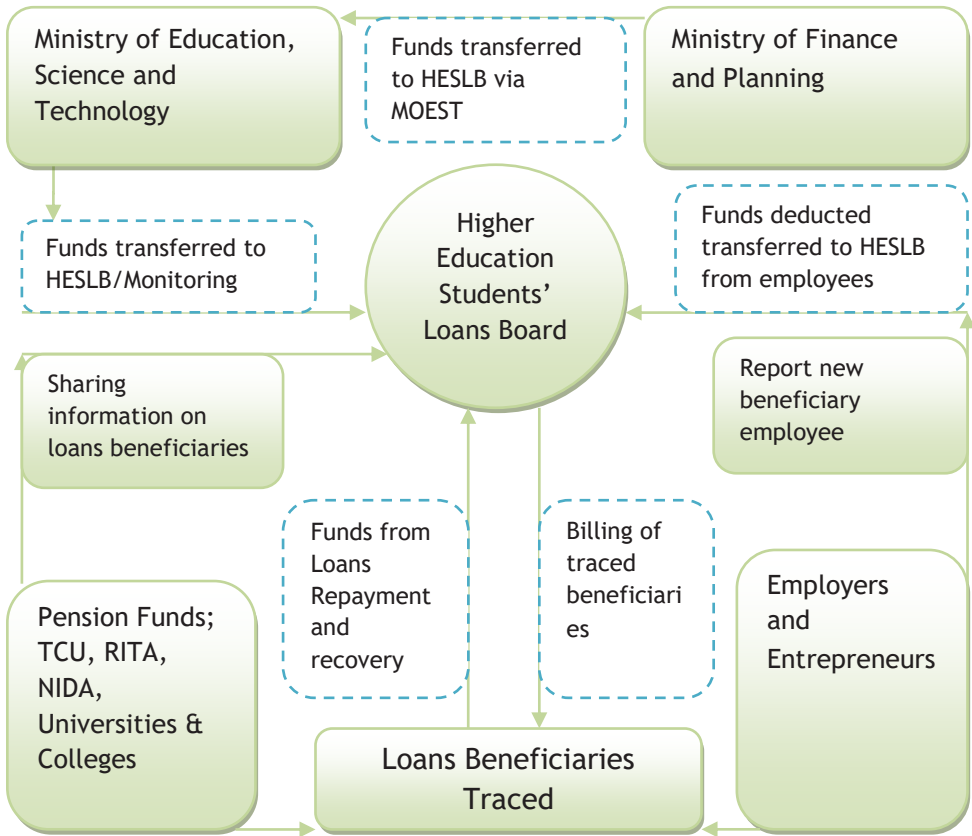 Ministry of Education,
Science and
Technology
Funds transferred
to HESLB via
MOEST
Ministry of Finance
and Planning
Funds transferred to
HESLB/Monitoring
Higher
Education
Students’
Loans Board
Funds deducted
transferred to HESLB
from employees
Sharing
information on
loans beneficiaries
Report new
beneficiary
employee
Funds from
Loans
Repayment
and
recovery
Billing of
traced
beneficiari
es
Pension Funds;
TCU, RITA,
NIDA,
Universities &
Colleges
Employers
and
Entrepreneurs
Loans Beneficiaries
Traced